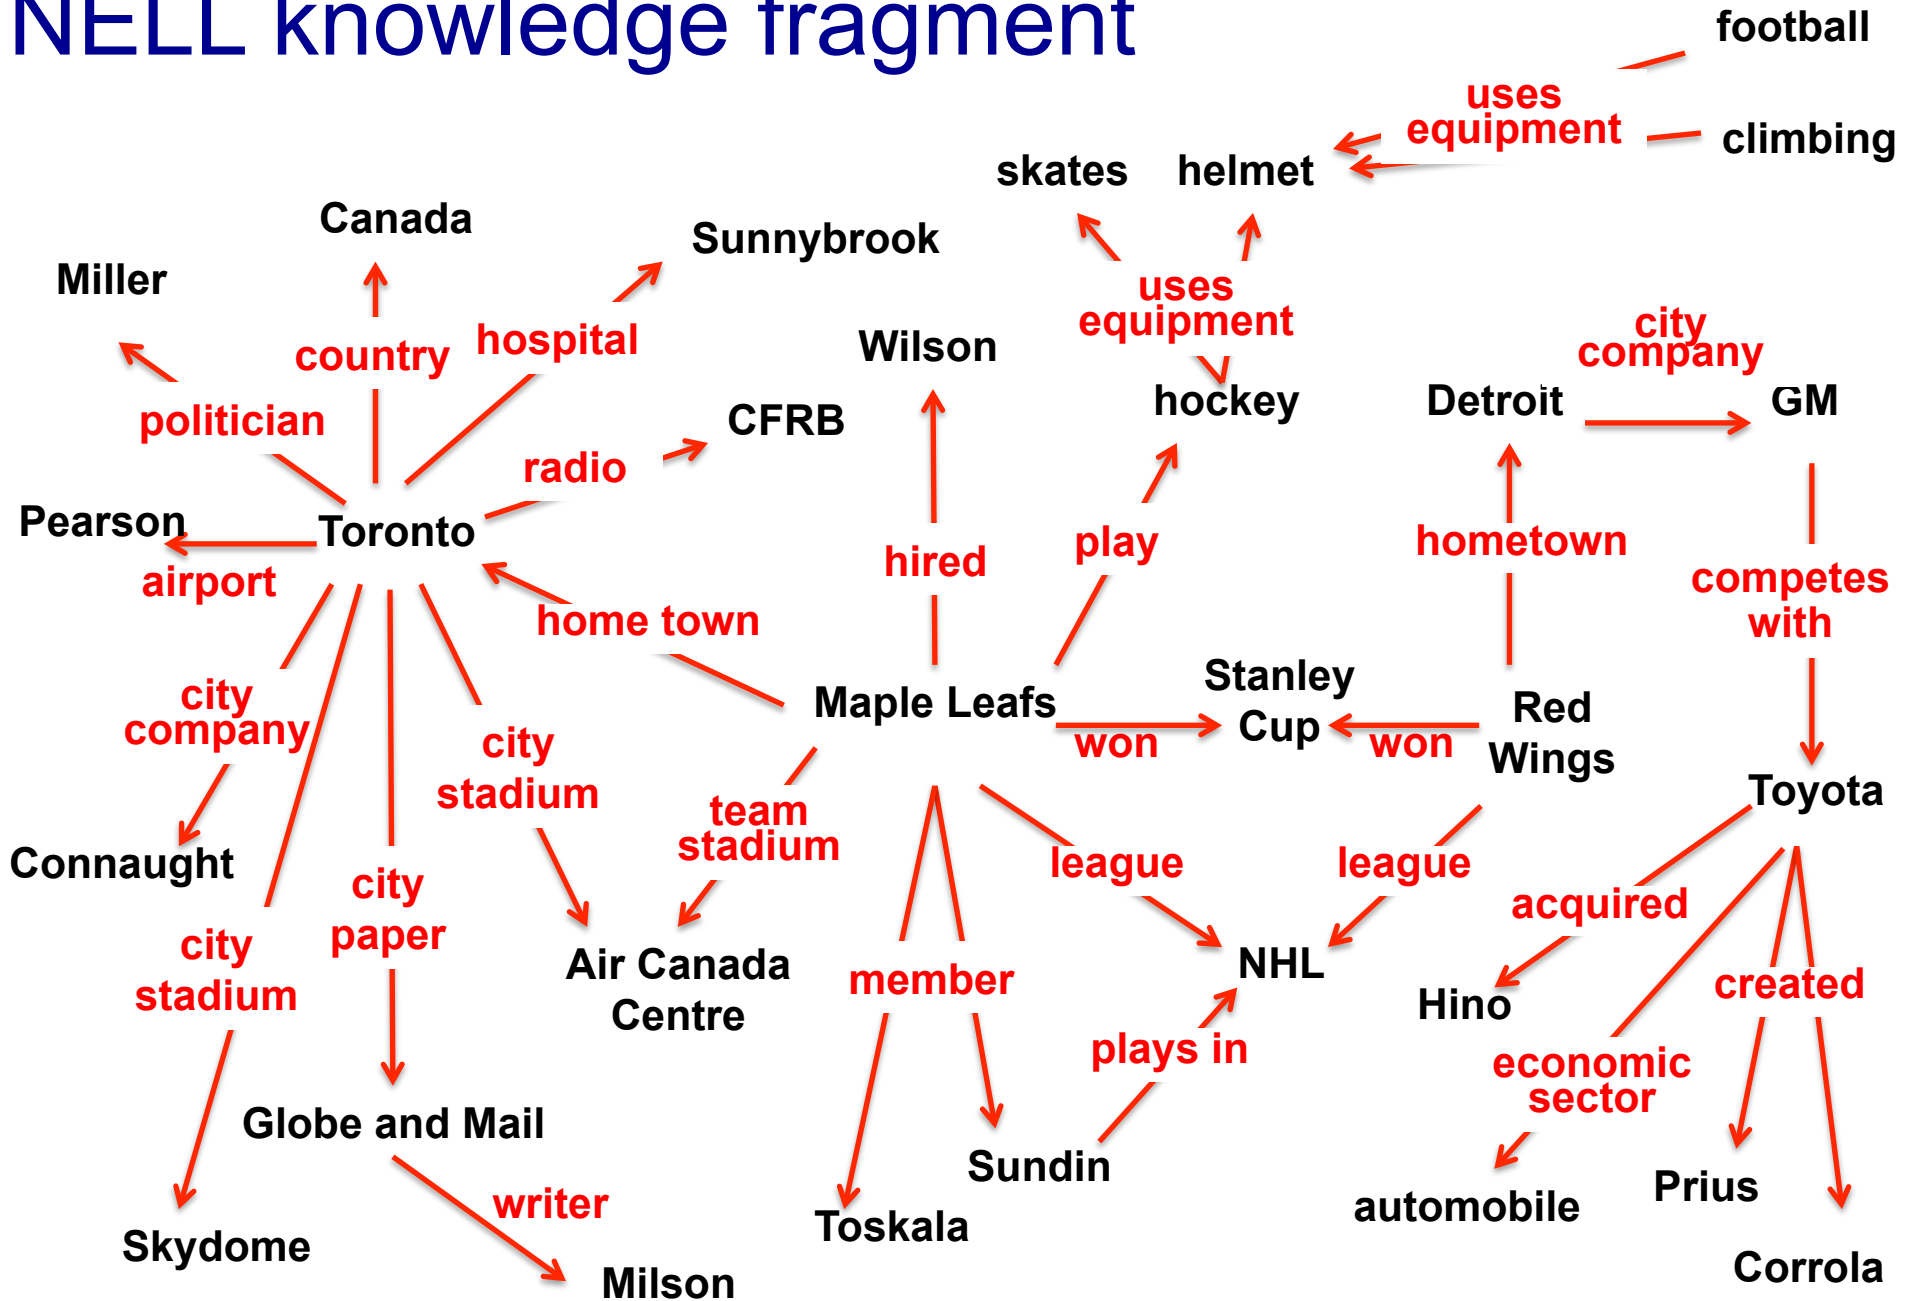 NELL knowledge fragment
football
uses
equipment
climbing
skates
helmet
Canada
Sunnybrook
Miller
uses
equipment
country
hospital
Wilson
city
company
politician
CFRB
hockey
Detroit
GM
radio
Pearson
Toronto
airport
hired
play
hometown
competes
with
home town
city
company
Maple Leafs
Stanley
Cup
won
won
Red
Wings
city
stadium
team
stadium
Toyota
Connaught
city
paper
league
league
acquired
city
stadium
Air Canada
Centre
member
NHL
Hino
created
plays in
economic
sector
Globe and Mail
Sundin
automobile
Prius
writer
Toskala
Skydome
Milson
Corrola